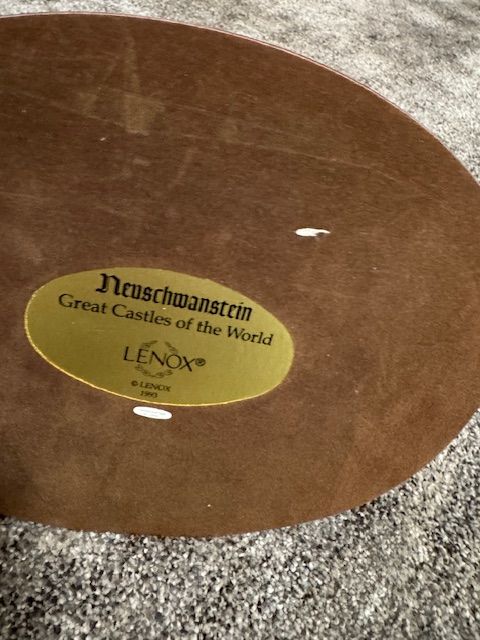 Neuschwanstein
Great Castles of the World
LENOX®
© LENOX
1993